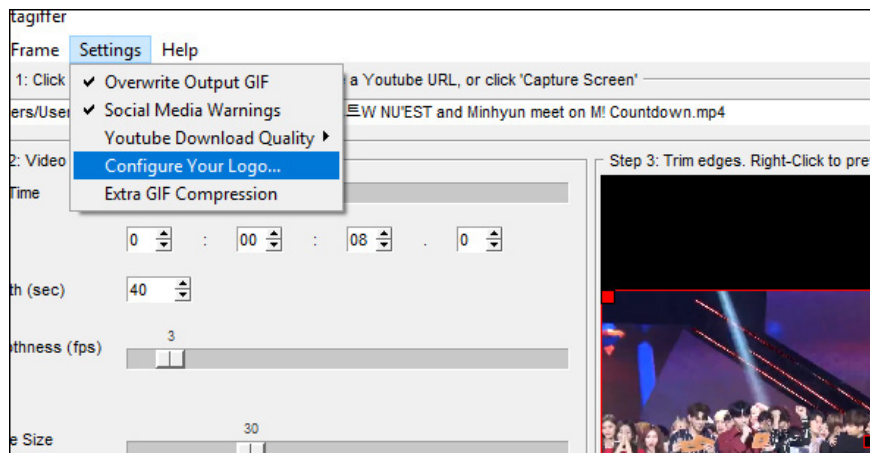 tagiffer
Frame Settings Help
1: Click
a Youtube URL, or click 'Capture Screen'
Overwrite Output GIF
Social Media Warnings
Youtube Download Quality
Configure Your Logo...
Extra GIF Compression
ers/User
트W NU'EST and Minhyun meet on M! Countdown.mp4
2: Video
Step 3: Trim edges. Right-Click to pre
Time
0 : 00 : 08 . 0
th (sec)
40
3
othness (fps)
30
e Size